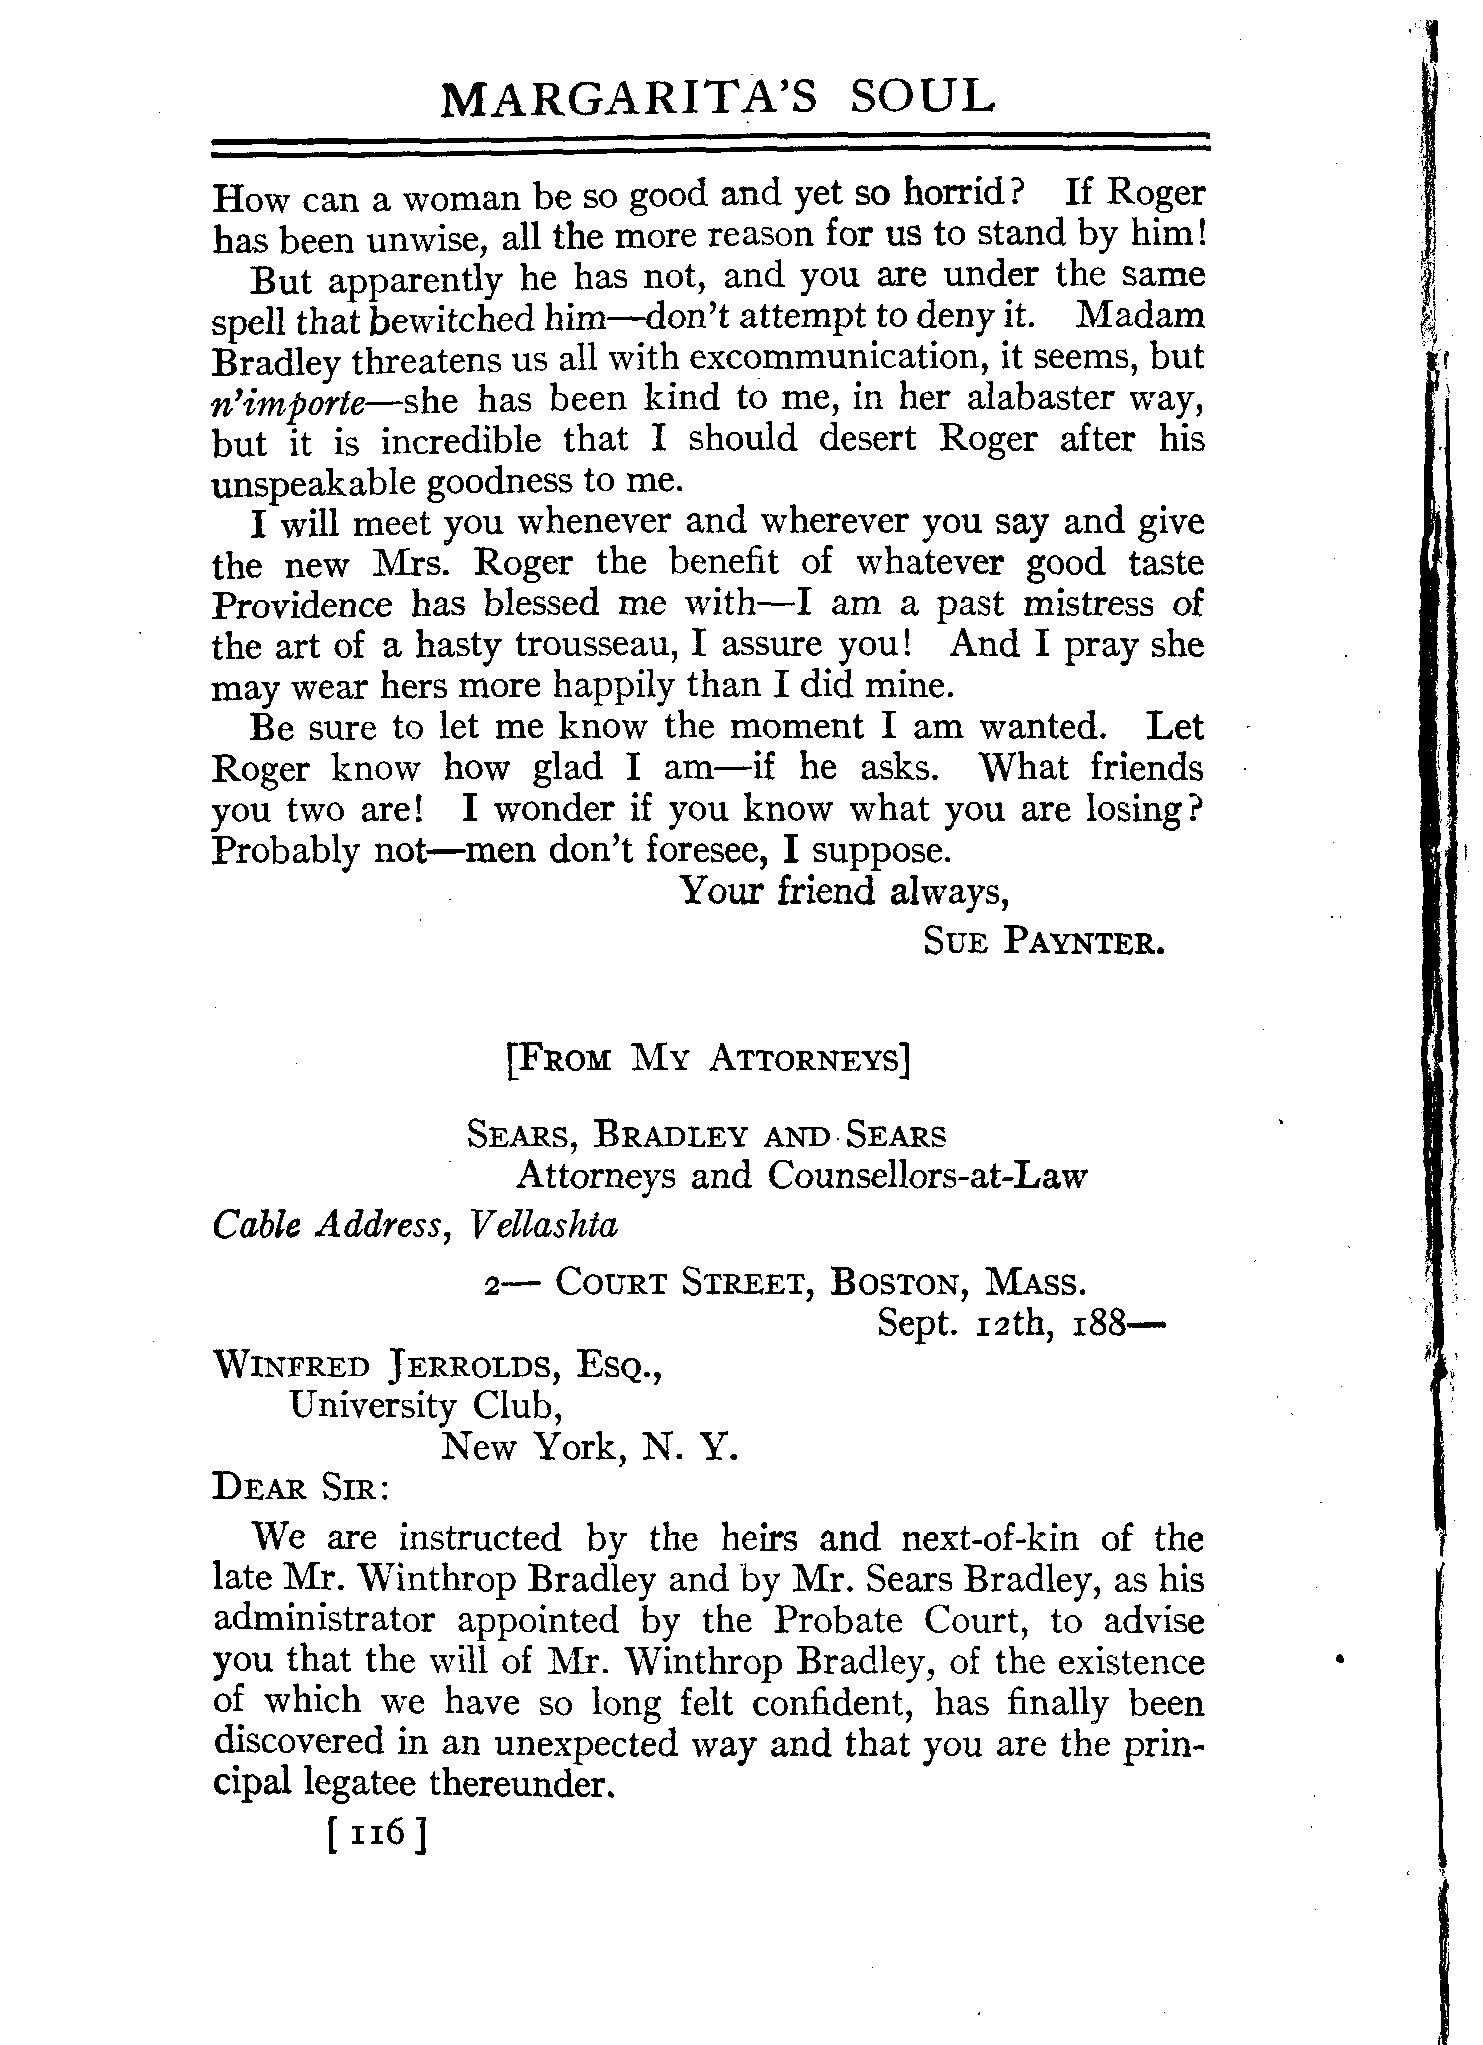 MARGARITA'S SOUL
How can a woman be so good and yet so horrid? If Roger
has been unwise, all the more reason for us to stand by him!
But apparently he has not, and you are under the same
spell that bewitched him—don't attempt to deny it. Madam
Bradley threatens us all with excommunication, it seems, but
n'importe—she has been kind to me, in her alabaster way,
but it is incredible that I should desert Roger after his
unspeakable goodness to me.
I will meet you whenever and wherever you say and give
the new Mrs. Roger the benefit of whatever good taste
Providence has blessed me with—I am a past mistress of
the art of a hasty trousseau, I assure you! And I pray she
may wear hers more happily than I did mine.
Be sure to let me know the moment I am wanted. Let
Roger know how glad I am—if he asks. What friends
you two are! I wonder if you know what you are losing?
Probably not—men don't foresee, I suppose.
Your friend always,
SUE PAYNTER.
[FROM MY ATTORNEYS]
SEARS, BRADLEY AND SEARS
Attorneys and Counsellors-at-Law
Cable Address, Vellashta
2— COURT STREET, BOSTON, MASS.
Sept. 12th, 188—
WINFRED JERROLDS, ESQ.,
University Club,
New York, N. Y.
DEAR SIR:
We are instructed by the heirs and next-of-kin of the
late Mr. Winthrop Bradley and by Mr. Sears Bradley, as his
administrator appointed by the Probate Court, to advise
you that the will of Mr. Winthrop Bradley, of the existence
of which we have so long felt confident, has finally been
discovered in an unexpected way and that you are the prin-
cipal legatee thereunder.
[ 116 ]